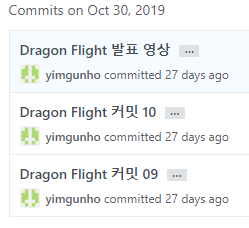 Commits on Oct 30, 2019
Dragon Flight 발표 영상 ...
yimgunho committed 27 days ago
Dragon Flight 커밋 10 ...
yimgunho committed 27 days ago
Dragon Flight 커밋 09 ...
yimgunho committed 27 days ago